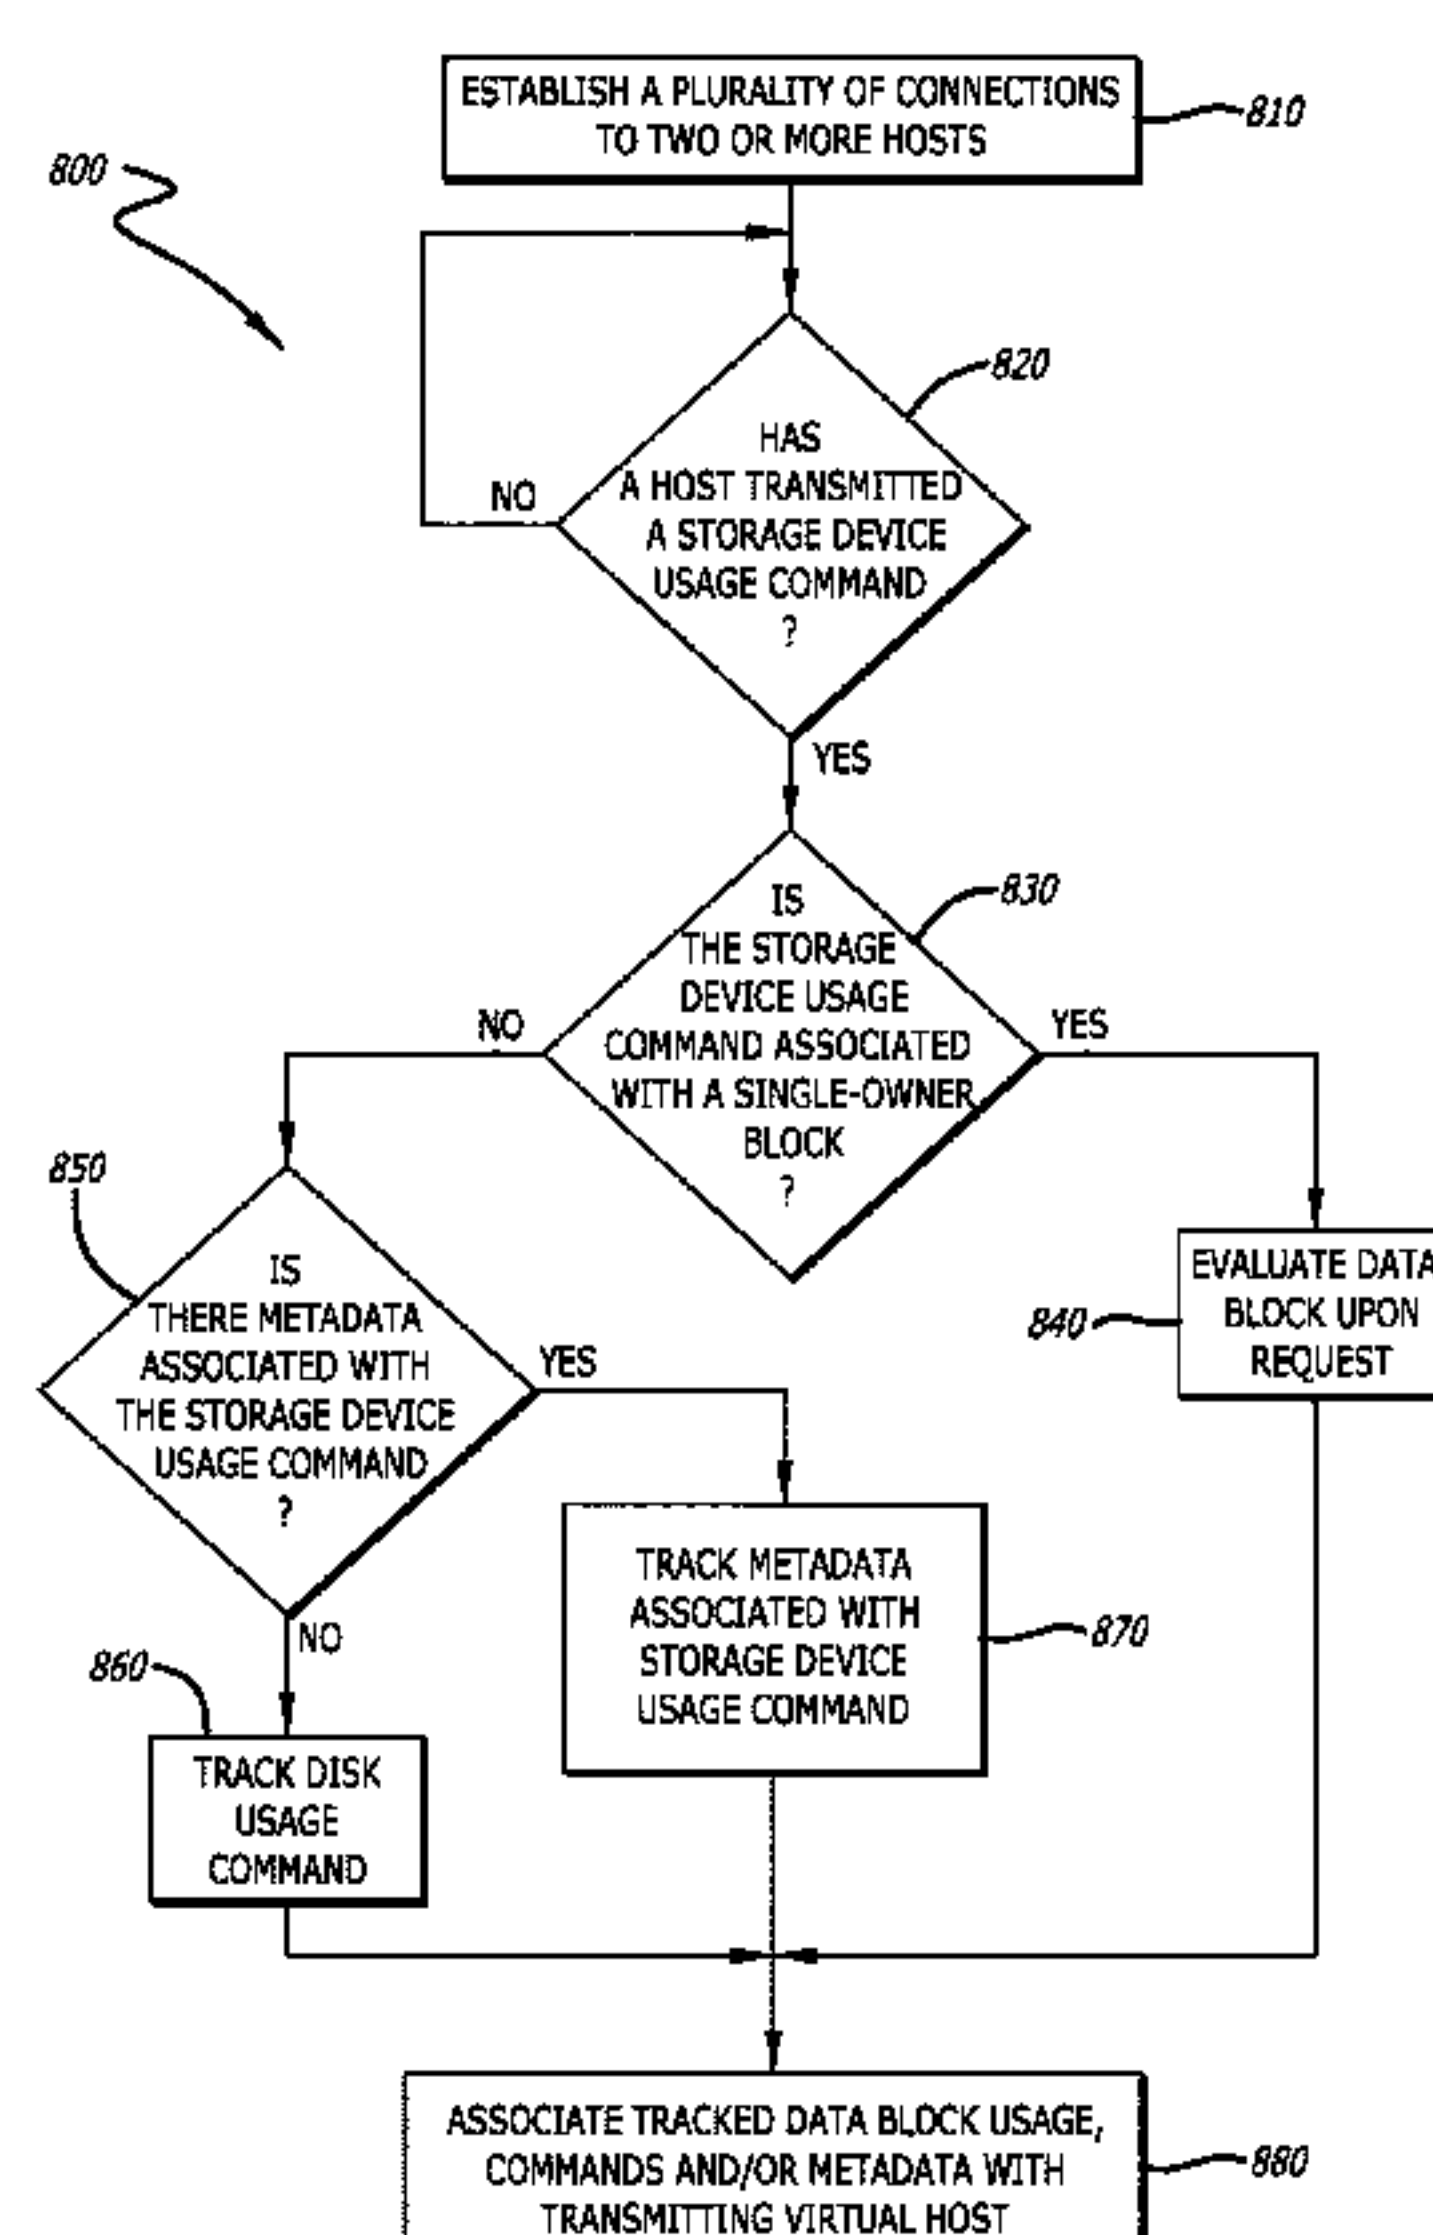 ESTABLISH A PLURALITY OF CONNECTIONS
TO TWO OR MORE HOSTS
810
800
820
HAS
A HOST TRANSMITTED
A STORAGE DEVICE
USAGE COMMAND
?
NO
YES
830
IS
THE STORAGE
DEVICE USAGE
COMMAND ASSOCIATED
WITH A SINGLE-OWNER
BLOCK
?
NO
YES
850
IS
THERE METADATA
ASSOCIATED WITH
THE STORAGE DEVICE
USAGE COMMAND
?
YES
NO
840
EVALUATE DATA
BLOCK UPON
REQUEST
TRACK METADATA
ASSOCIATED WITH
STORAGE DEVICE
USAGE COMMAND
870
860
TRACK DISK
USAGE
COMMAND
ASSOCIATE TRACKED DATA BLOCK USAGE,
COMMANDS AND/OR METADATA WITH
TRANSMITTING VIRTUAL HOST
880